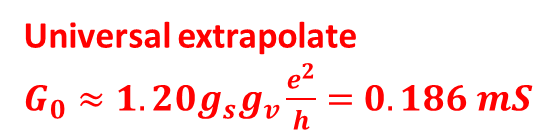 Universal extrapolate
G₀ ≈ 1.20gₛgᵥ e²/h = 0.186 mS